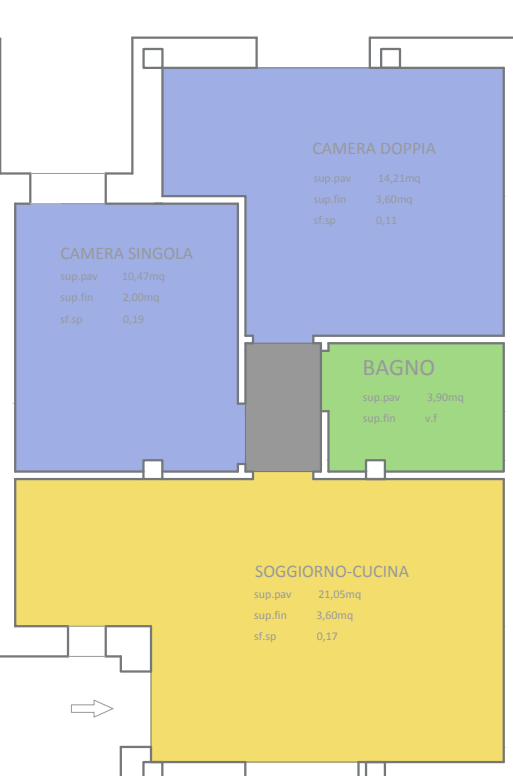 CAMERA DOPPIA
sup.pav 14,21mq
sup.fin 3,60mq
sf.sp 0,11
CAMERA SINGOLA
sup.pav 10,47mq
sup.fin 2,00mq
sf.sp 0,19
BAGNO
sup.pav 3,90mq
sup.fin v.f
SOGGIORNO-CUCINA
sup.pav 21,05mq
sup.fin 3,60mq
sf.sp 0,17